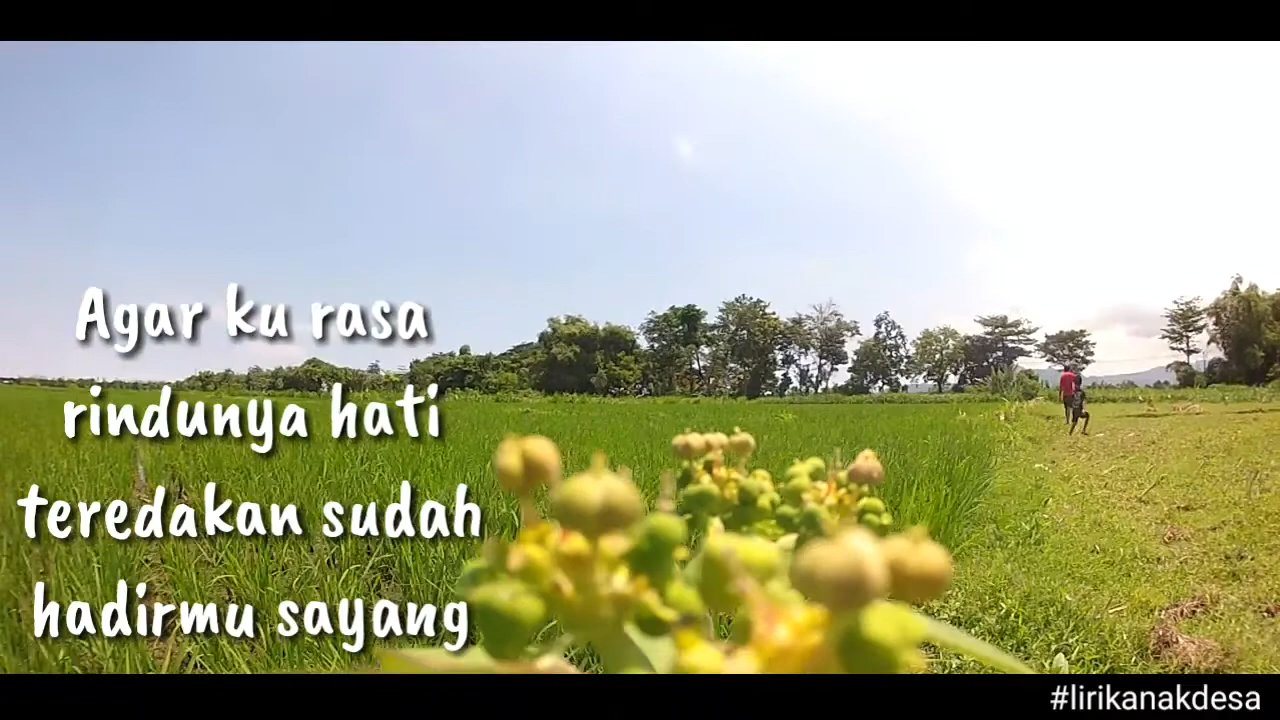 Agar ku rasa
rindunya hati
teredakan sudah
hadirmu sayang
#lirikanakdesa